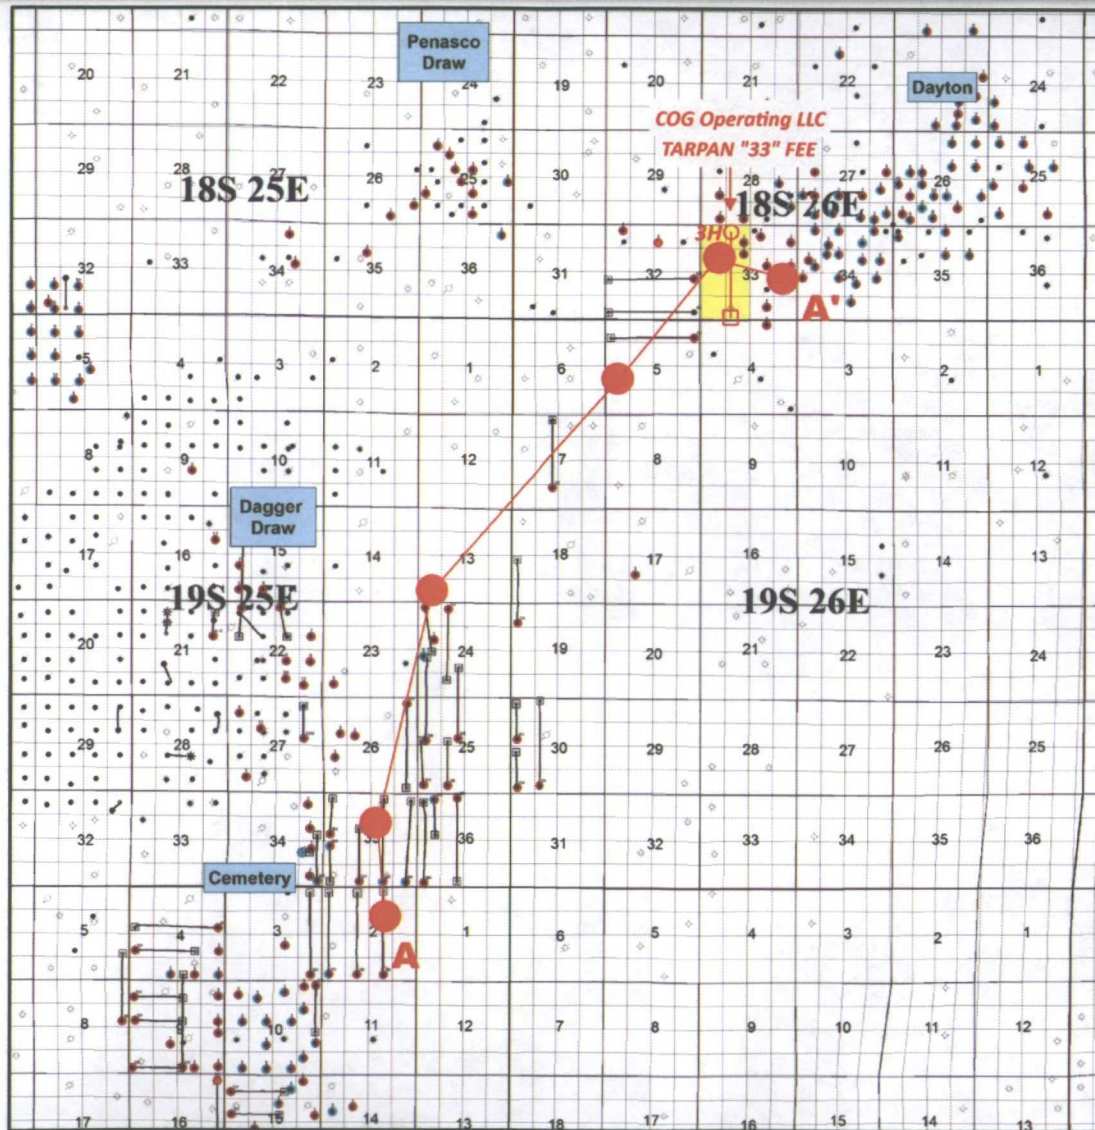 Penasco
Draw
20 21 22 23 24 19 20 21 22 24
Dayton
COG Operating LLC
TARPAN "33" FEE
29 28 27 26 25 30 29 28 27 26 25
18S 25E
18S 26E
3H
32 33 34 35 36 31 32 33 34 35 36
A'
5 4 3 2 1 6 5 4 3 2 1
8 9 10 11 12 7 8 9 10 11 12
Dagger
Draw
17 16 15 14 13 18 17 16 15 14 13
19S 25E
19S 26E
20 21 22 23 24 19 20 21 22 23 24
29 28 27 26 25 30 29 28 27 26 25
32 33 34 35 36 31 32 33 34 35 36
Cemetery
5 4 3 2 1 6 5 4 3 2 1
A
8 10 11 12 7 8 9 10 11 12
17 16 15 14 13 17 16 15 14 13